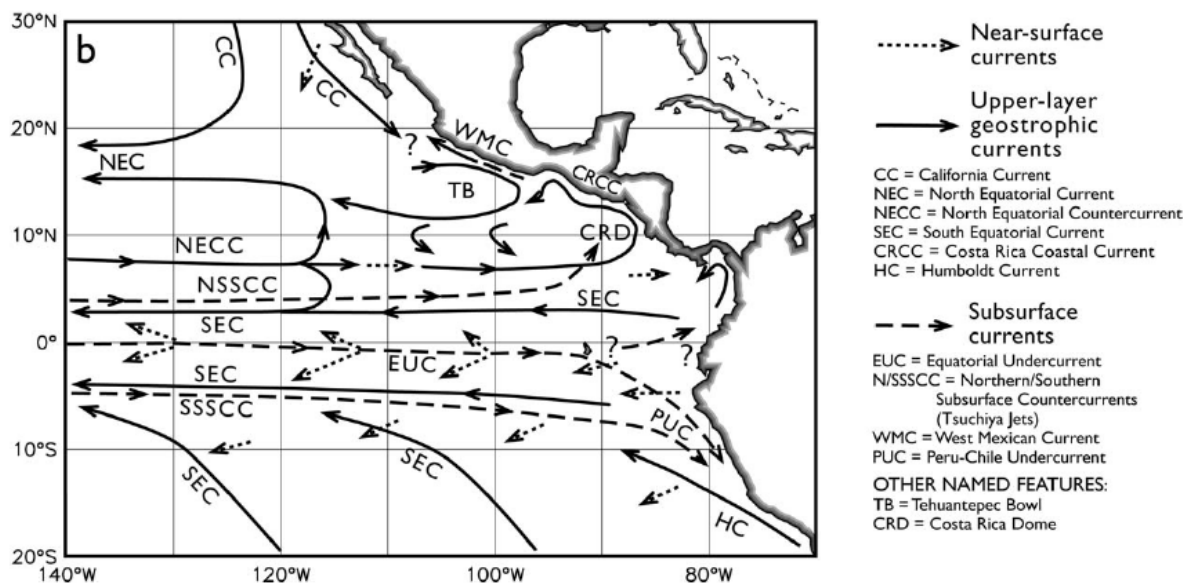 30°N
b
CC
CC
20°N
?
WMC
NEC
CRCC
TB
10°N
NECC
CRD
NSSCC
SEC
SEC
0°
?
?
EUC
SEC
SSSCC
PUC
10°S
SEC
SEC
HC
20°S
140°W
120°W
100°W
80°W
Near-surface
currents
Upper-layer
geostrophic
currents
CC = California Current
NEC = North Equatorial Current
NECC = North Equatorial Countercurrent
SEC = South Equatorial Current
CRCC = Costa Rica Coastal Current
HC = Humboldt Current
Subsurface
currents
EUC = Equatorial Undercurrent
N/SSSCC = Northern/Southern
Subsurface Countercurrents
(Tsuchiya Jets)
WMC = West Mexican Current
PUC = Peru-Chile Undercurrent
OTHER NAMED FEATURES:
TB = Tehuantepec Bowl
CRD = Costa Rica Dome